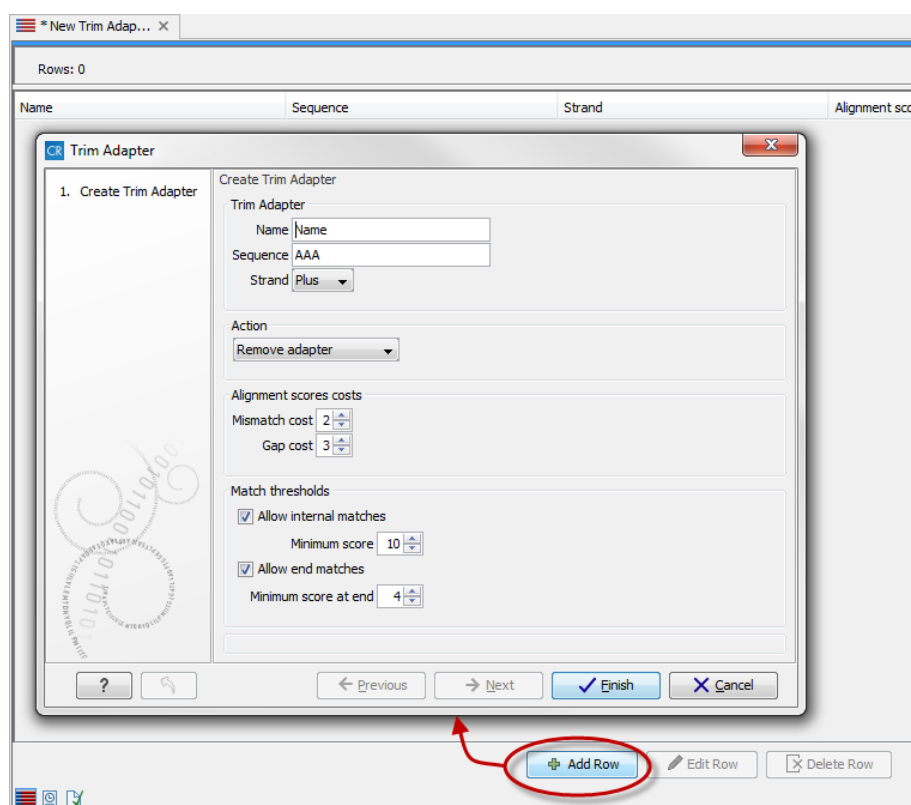 * New Trim Adap...
Rows: 0
Name Sequence Strand Alignment sco
CR Trim Adapter
1. Create Trim Adapter
Create Trim Adapter
Trim Adapter
Name Name
Sequence AAA
Strand Plus
Action
Remove adapter
Alignment scores costs
Mismatch cost 2
Gap cost 3
Match thresholds
Allow internal matches
Minimum score 10
Allow end matches
Minimum score at end 4
? Previous Next Finish Cancel
Add Row Edit Row Delete Row